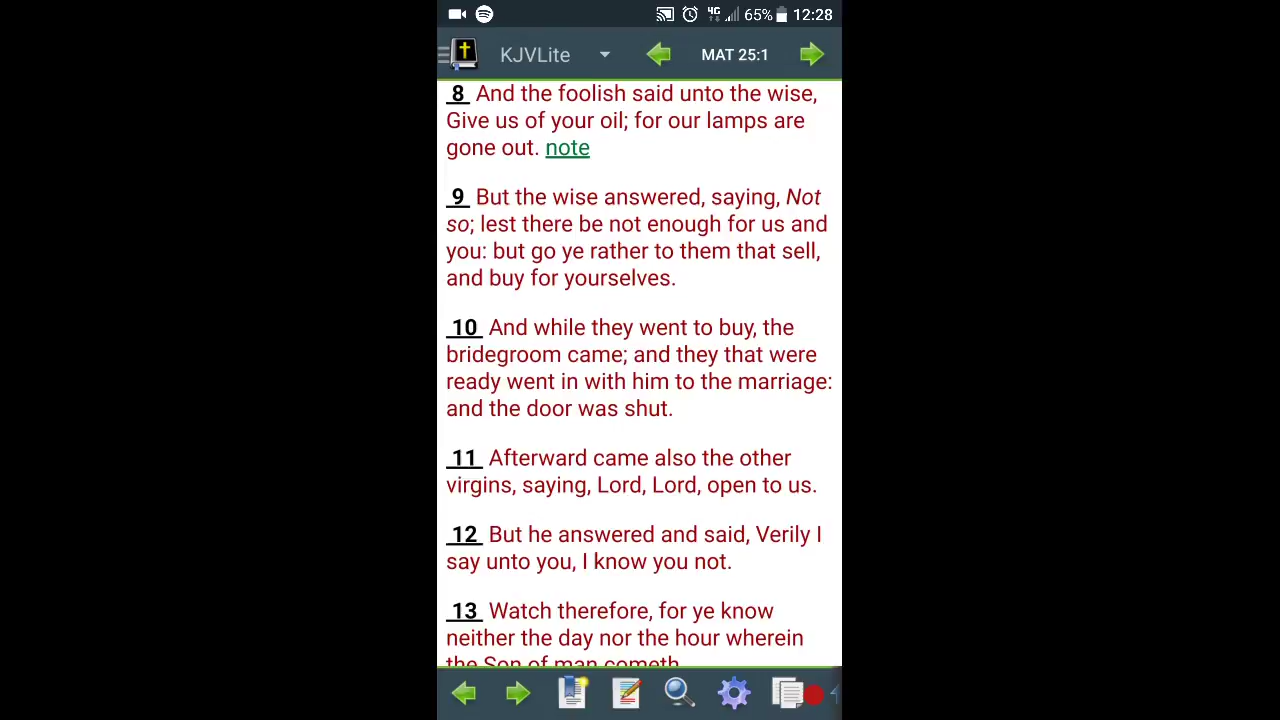 4G 65% 12:28
KJVLite MAT 25:1
8 And the foolish said unto the wise,
Give us of your oil; for our lamps are
gone out. note
9 But the wise answered, saying, Not
so; lest there be not enough for us and
you: but go ye rather to them that sell,
and buy for yourselves.
10 And while they went to buy, the
bridegroom came; and they that were
ready went in with him to the marriage:
and the door was shut.
11 Afterward came also the other
virgins, saying, Lord, Lord, open to us.
12 But he answered and said, Verily I
say unto you, I know you not.
13 Watch therefore, for ye know
neither the day nor the hour wherein
the Son of man cometh.